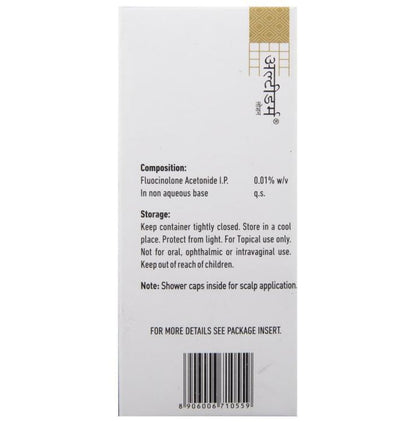 अल्टीडर्म®
लोशन
Composition:
Fluocinolone Acetonide I.P. 0.01% w/v
In non aqueous base q.s.
Storage:
Keep container tightly closed. Store in a cool
place. Protect from light. For Topical use only.
Not for oral, ophthalmic or intravaginal use.
Keep out of reach of children.
Note: Shower caps inside for scalp application.
FOR MORE DETAILS SEE PACKAGE INSERT.
8 906006 710559